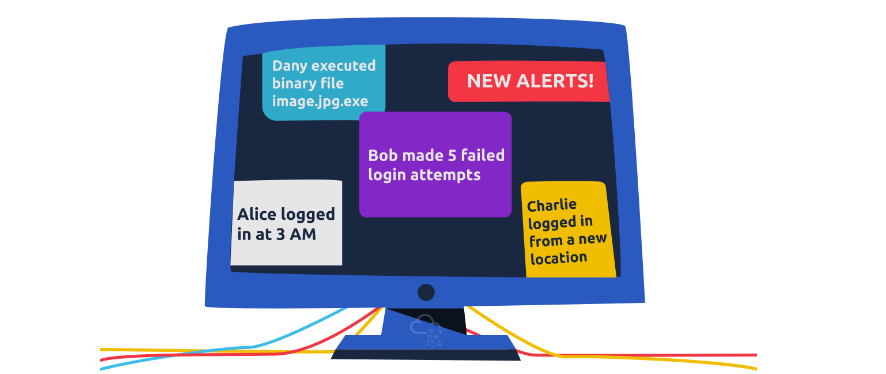 Dany executed
binary file
image.jpg.exe
NEW ALERTS!
Bob made 5 failed
login attempts
Alice logged
in at 3 AM
Charlie
logged in
from a new
location